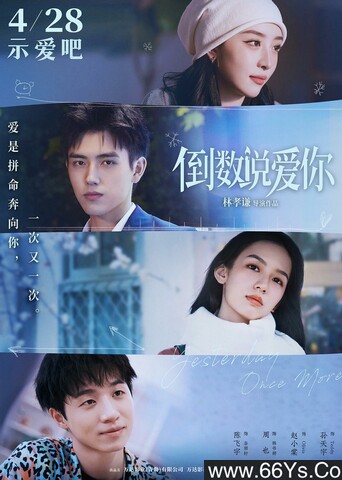 4/28
示爱吧
爱是拼命奔向你，
一次又一次。
倒数说爱你
林孝谦 导演作品
Yesterday
Once More
陈飞宇
周也
赵小棠
孙天宇
www.66Ys.Co